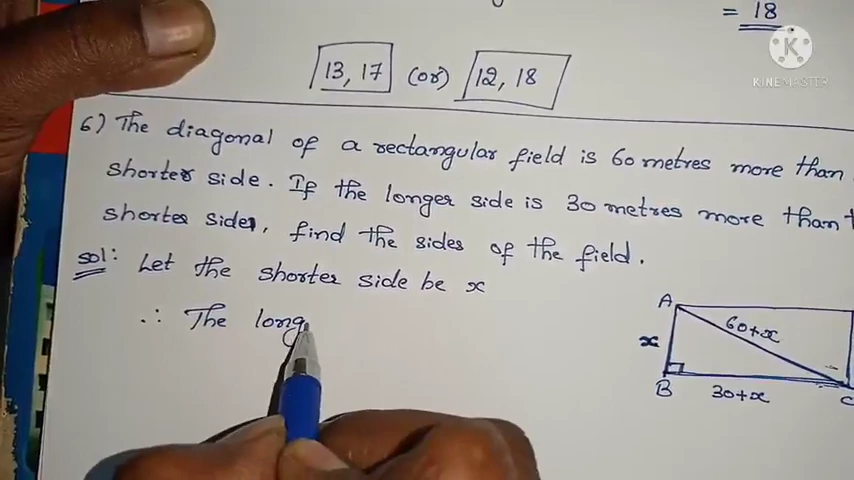 = 18
13, 17 (or) 12, 18
KINEMASTER
6) The diagonal of a rectangular field is 60 metres more than
shorter side. If the longer side is 30 metres more than
shorter side, find the sides of the field.
Sol: Let the shorter side be x
∴ The long
A
60+x
x
B 30+x C